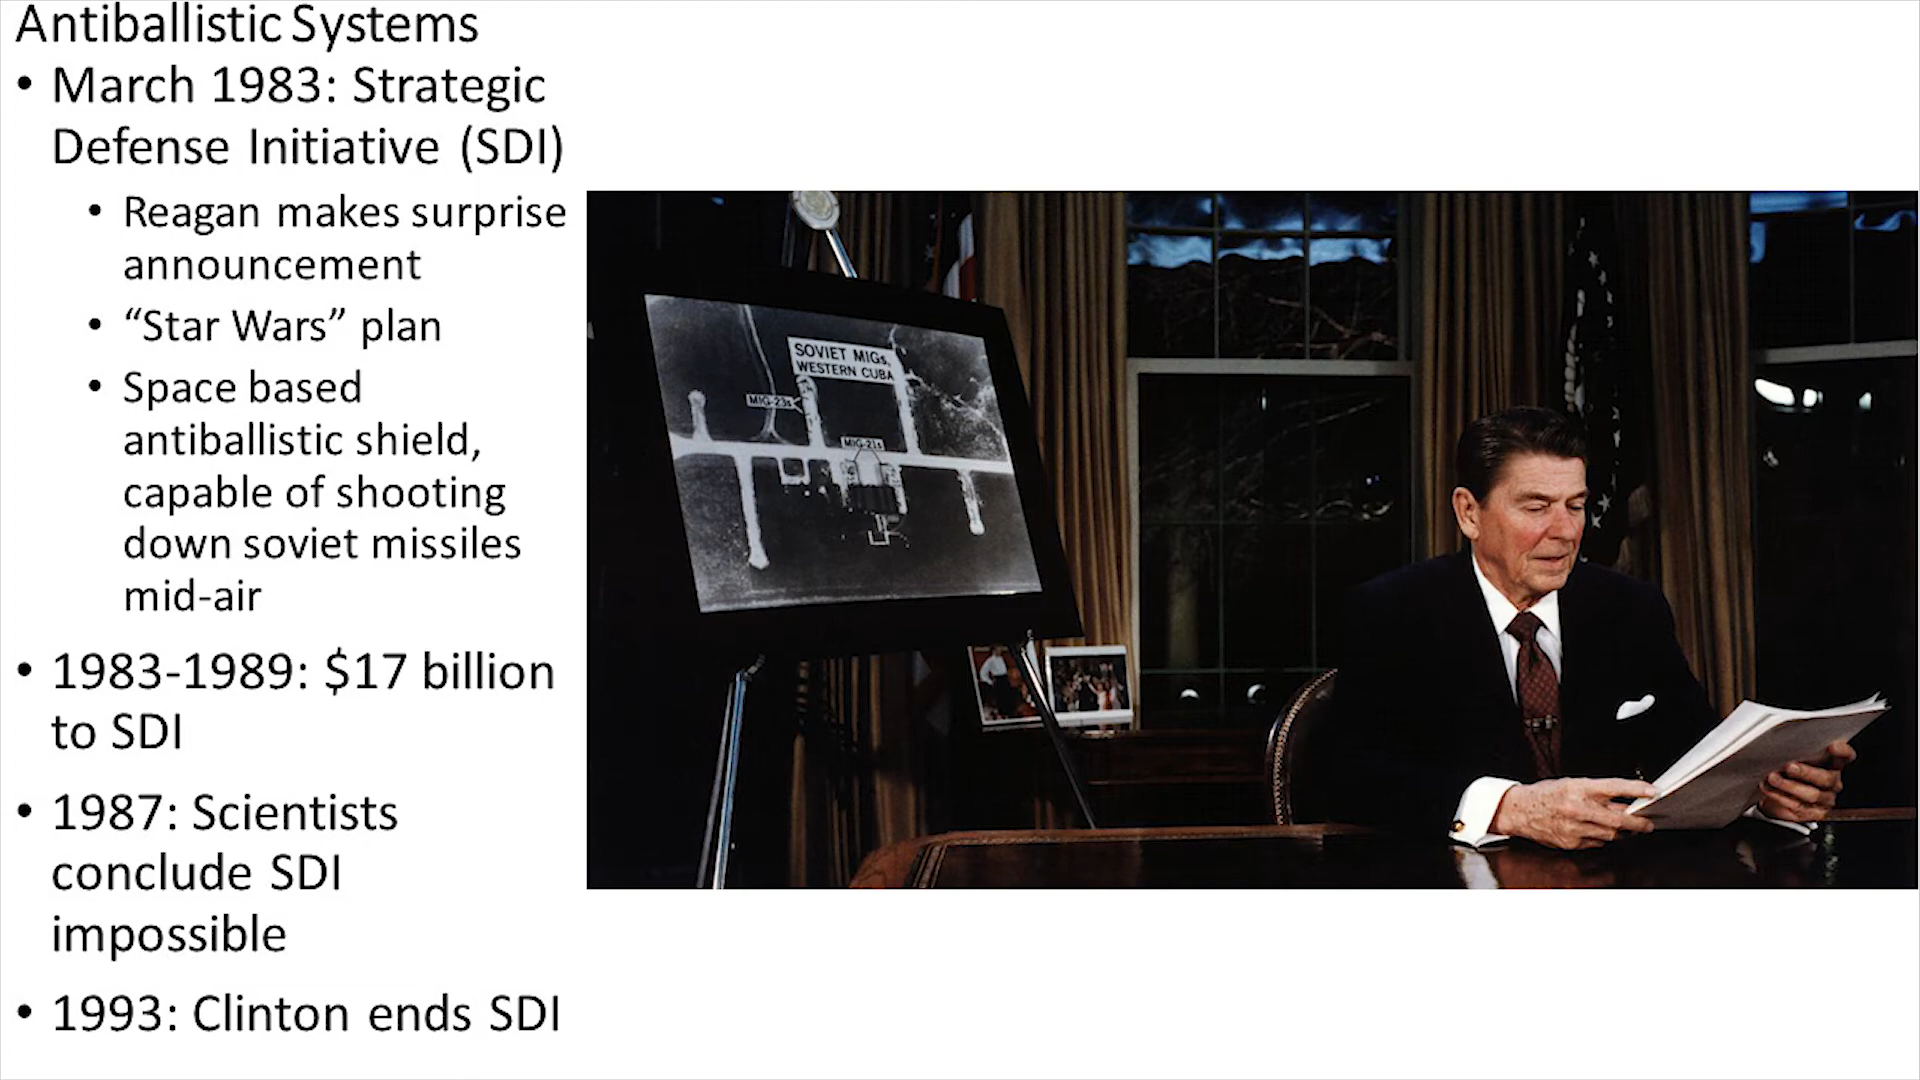 Antiballistic Systems
• March 1983: Strategic
Defense Initiative (SDI)
• Reagan makes surprise
announcement
• “Star Wars” plan
• Space based
antiballistic shield,
capable of shooting
down soviet missiles
mid-air
• 1983-1989: $17 billion
to SDI
• 1987: Scientists
conclude SDI
impossible
• 1993: Clinton ends SDI
SOVIET MIGs,
WESTERN CUBA
MIG-23s
MIG-21s